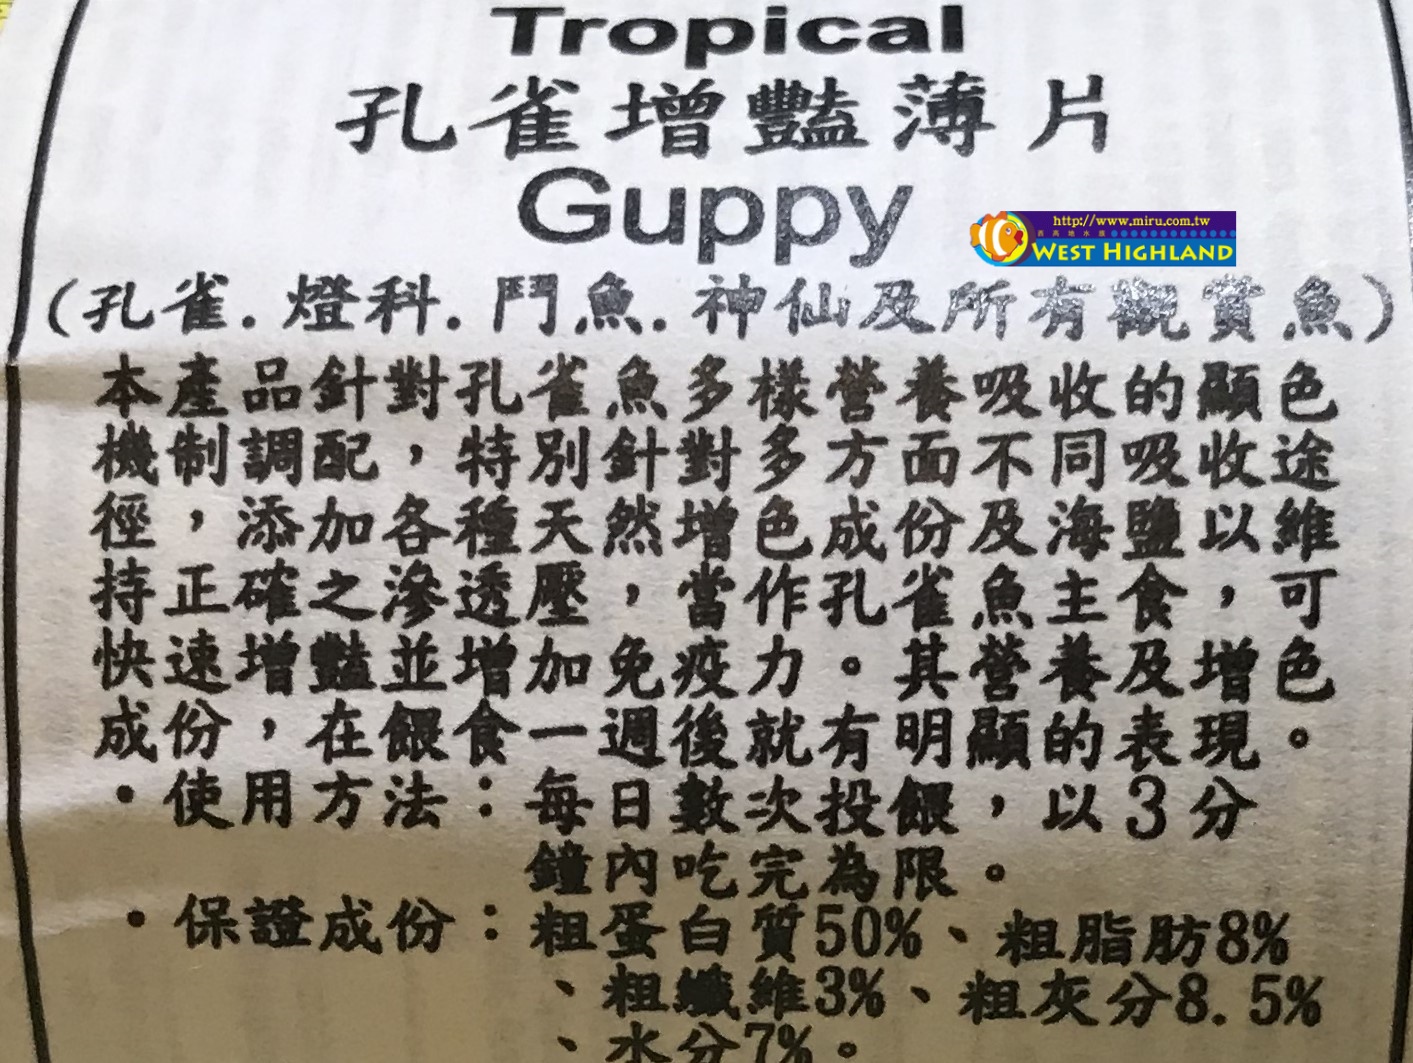 Tropical
孔雀增豔薄片
Guppy
http://www.miru.com.tw
西高地水族
WEST HIGHLAND
(孔雀.燈科.鬥魚.神仙及所有觀賞魚)
本產品針對孔雀魚多樣營養吸收的顯色
機制調配，特別針對多方面不同吸收途
徑，添加各種天然增色成份及海鹽以維
持正確之滲透壓，當作孔雀魚主食，可
快速增豔並增加免疫力。其營養及增色
成份，在餵食一週後就有明顯的表現。
·使用方法：每日數次投餵，以3分
鐘內吃完為限。
·保證成份：粗蛋白質50%、粗脂肪8%
、粗纖維3%、粗灰分8.5%
、水分7%。